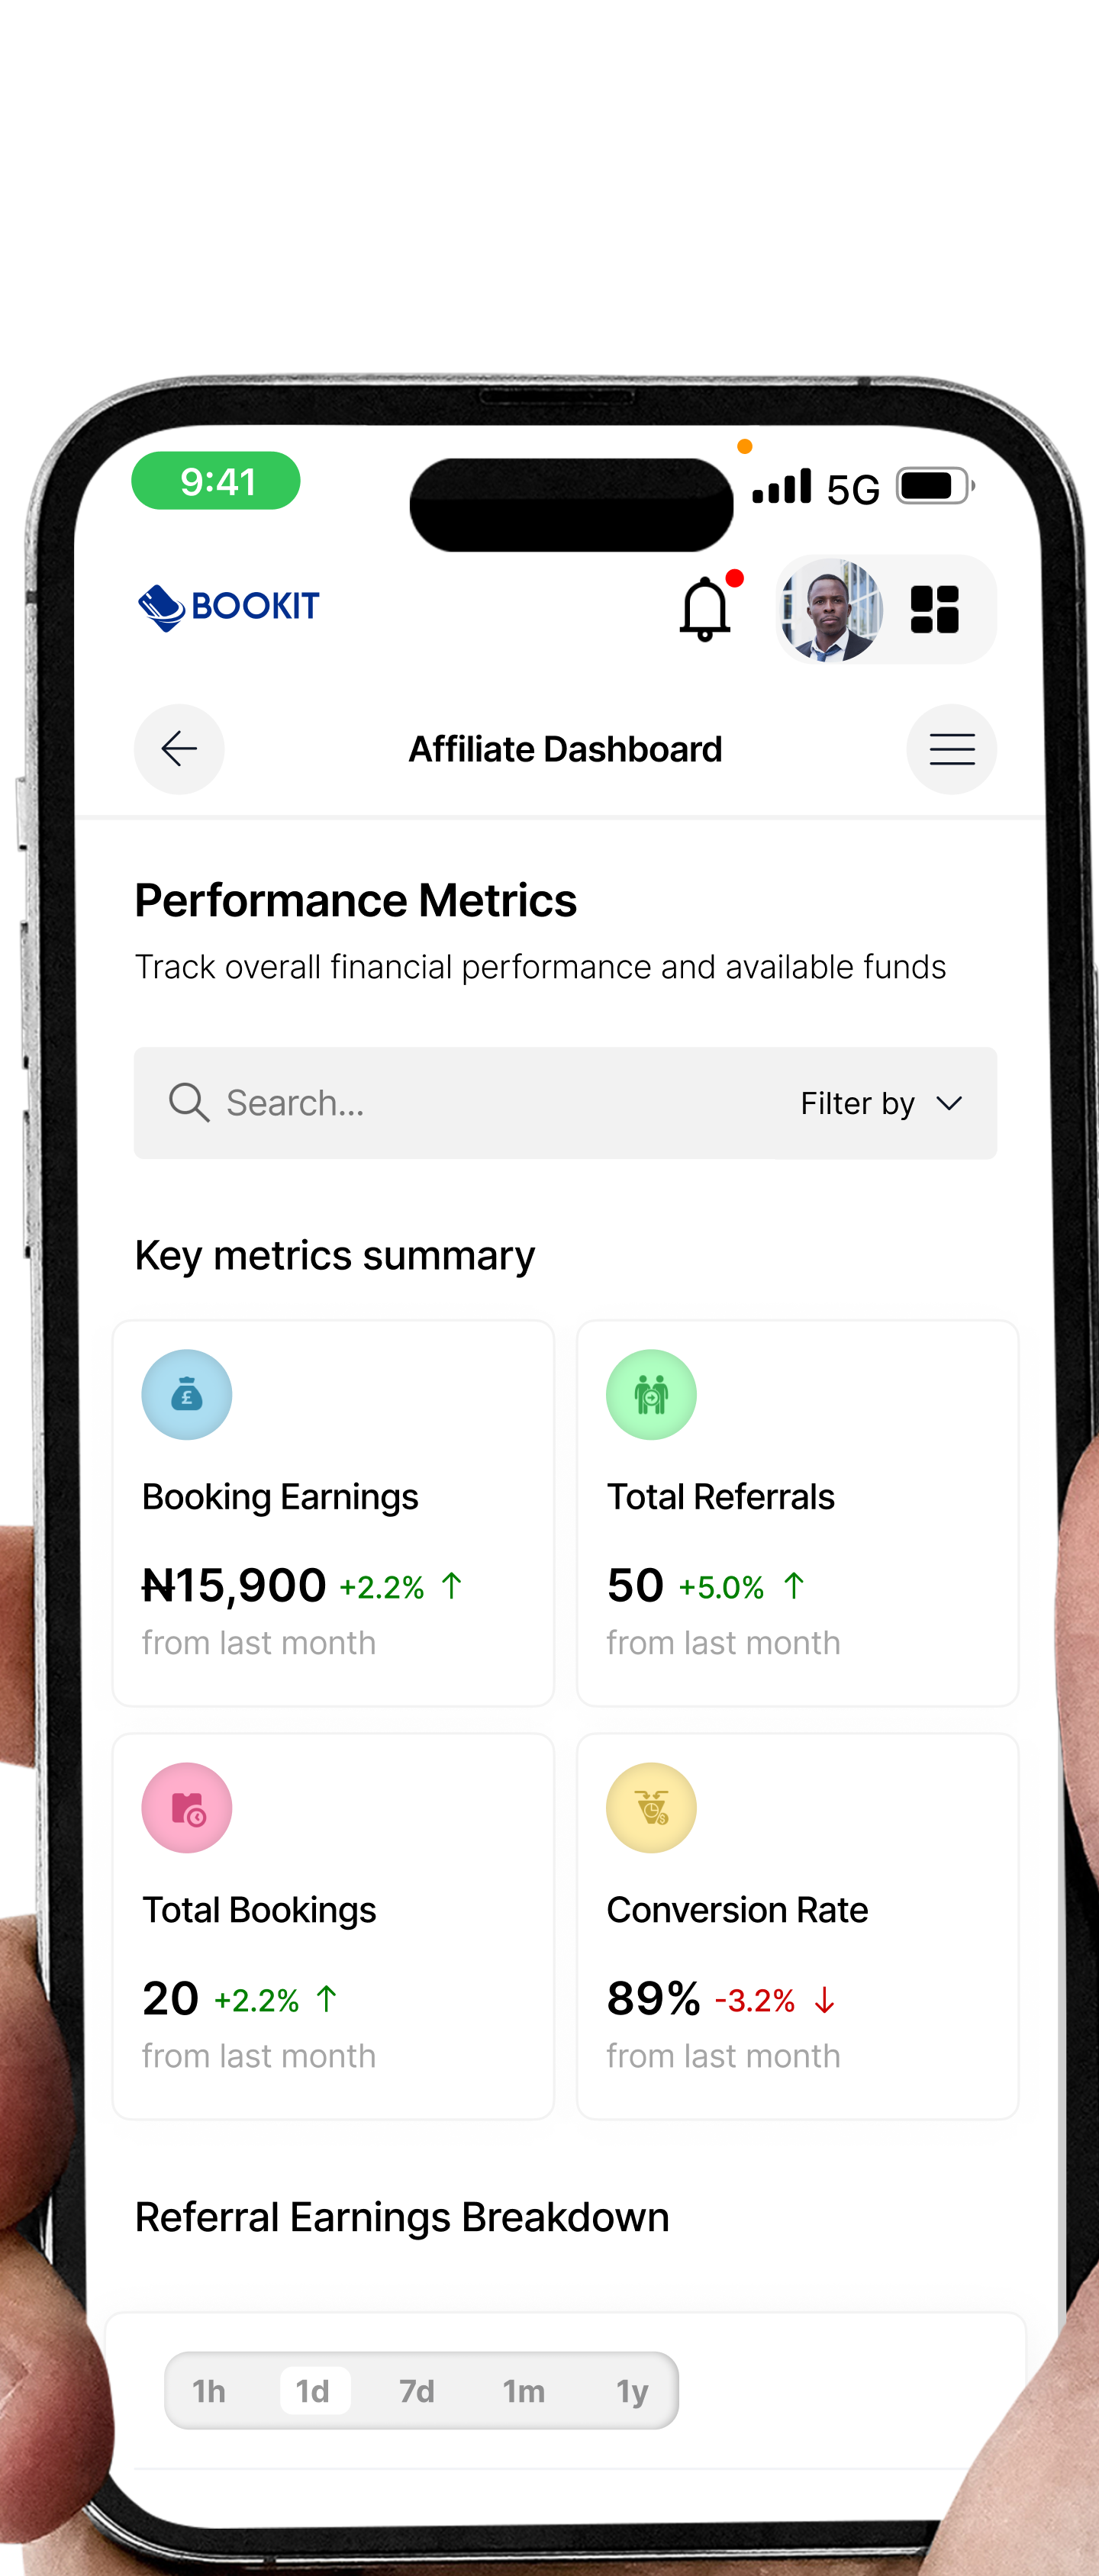 9:41
5G
BOOKIT
Affiliate Dashboard
Performance Metrics
Track overall financial performance and available funds
Search...
Filter by
Key metrics summary
£
Booking Earnings
₦15,900 +2.2% ↑
from last month
Total Referrals
50 +5.0% ↑
from last month
Total Bookings
20 +2.2% ↑
from last month
$
Conversion Rate
89% -3.2% ↓
from last month
Referral Earnings Breakdown
1h 1d 7d 1m 1y